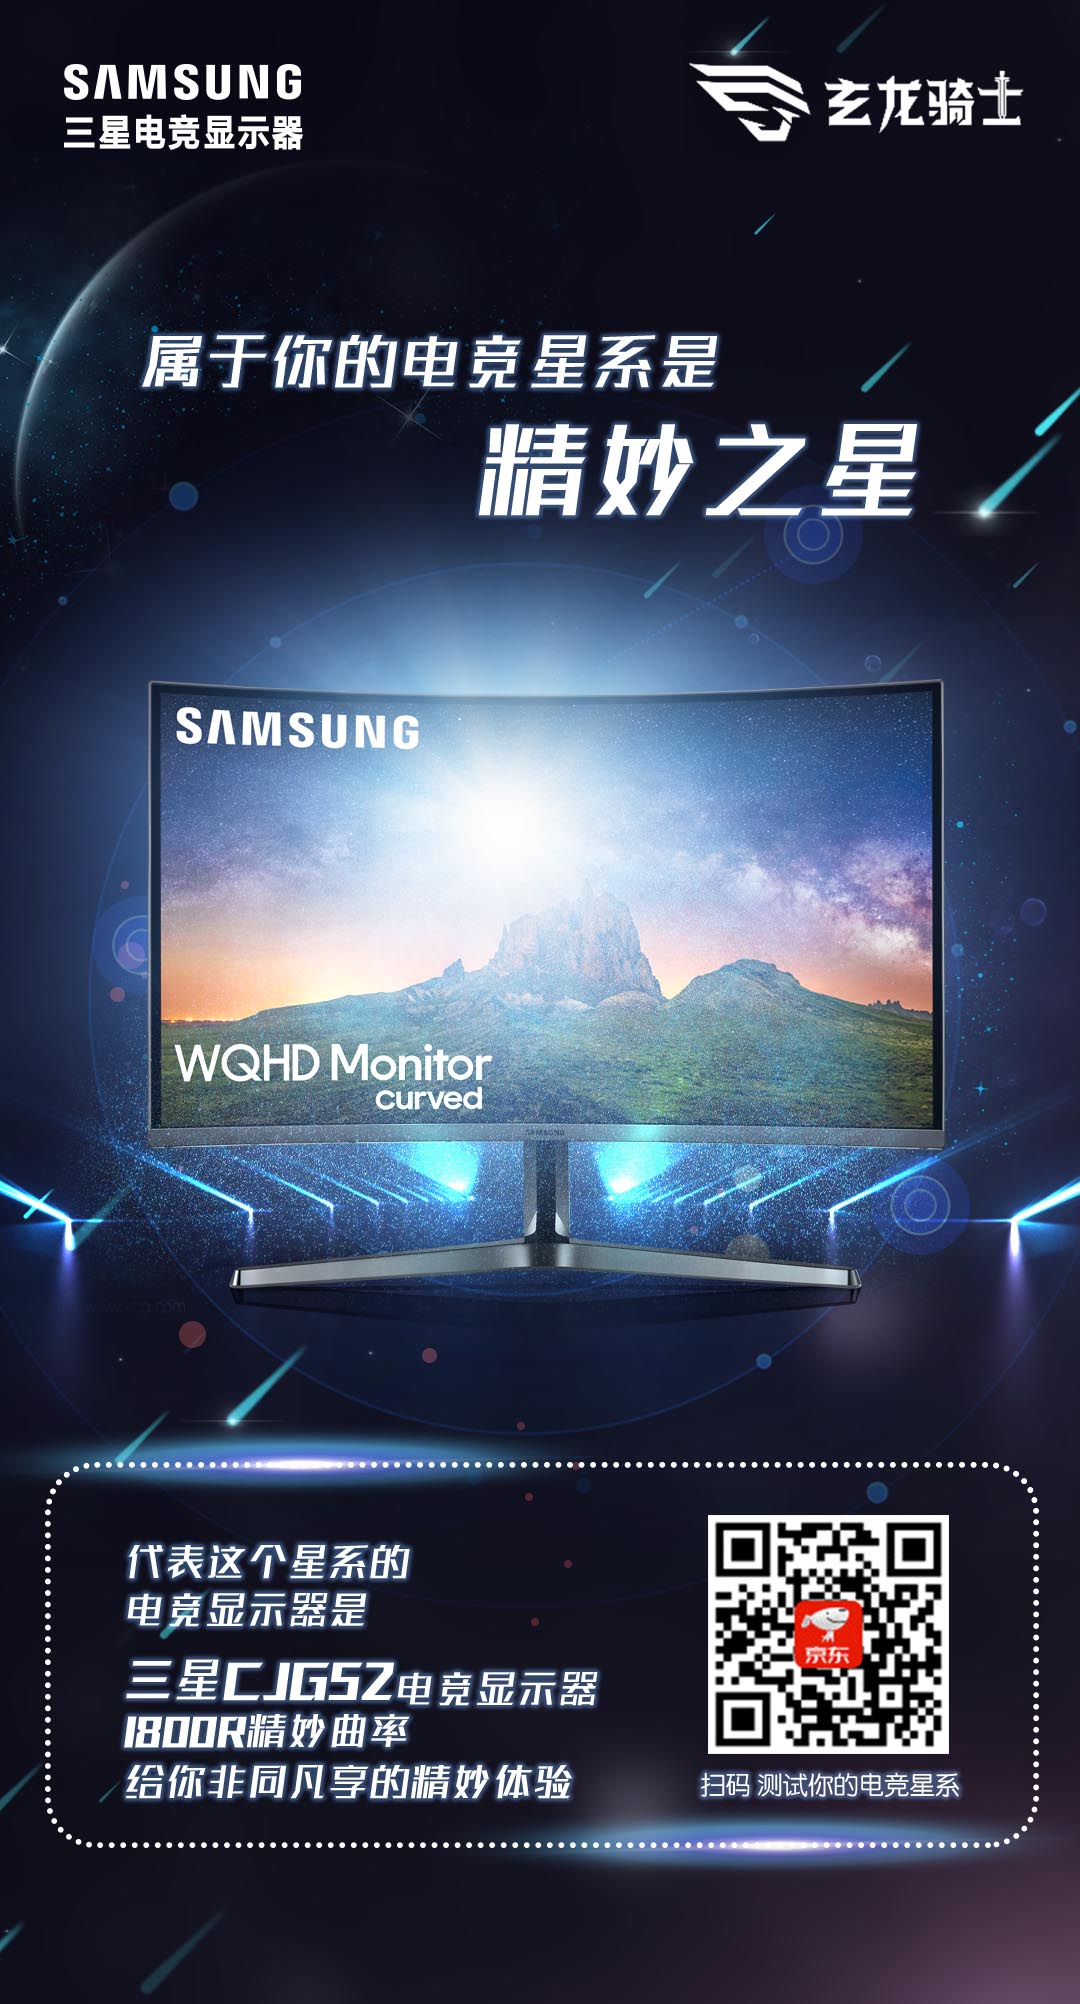 SAMSUNG
三星电竞显示器
玄龙骑士
属于你的电竞星系是
精妙之星
SAMSUNG
WQHD Monitor
curved
SAMSUNG
代表这个星系的
电竞显示器是
三星CJG52电竞显示器
1800R精妙曲率
给你非同凡享的精妙体验
京东
扫码 测试你的电竞星系